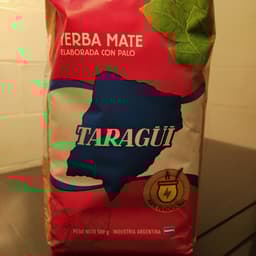 YERBA MATE
ELABORADA CON PALO
TARAGÜI
PESO NETO 500 g - INDUSTRIA ARGENTINA